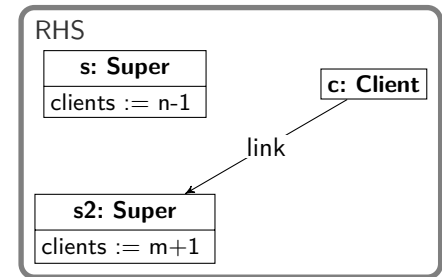 RHS
s: Super
clients := n-1
c: Client
link
s2: Super
clients := m+1